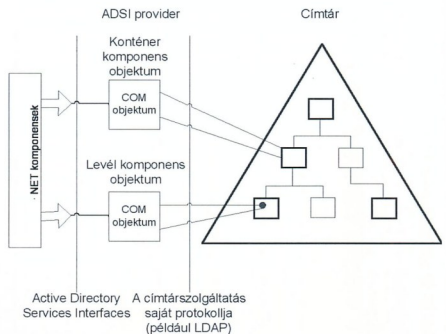 ADSI provider
Címtár
Konténer
komponens
objektum
COM
objektum
.NET komponensek
Levél komponens
objektum
COM
objektum
Active Directory
Services Interfaces
A címtárszolgáltatás
saját protokollja
(például LDAP)